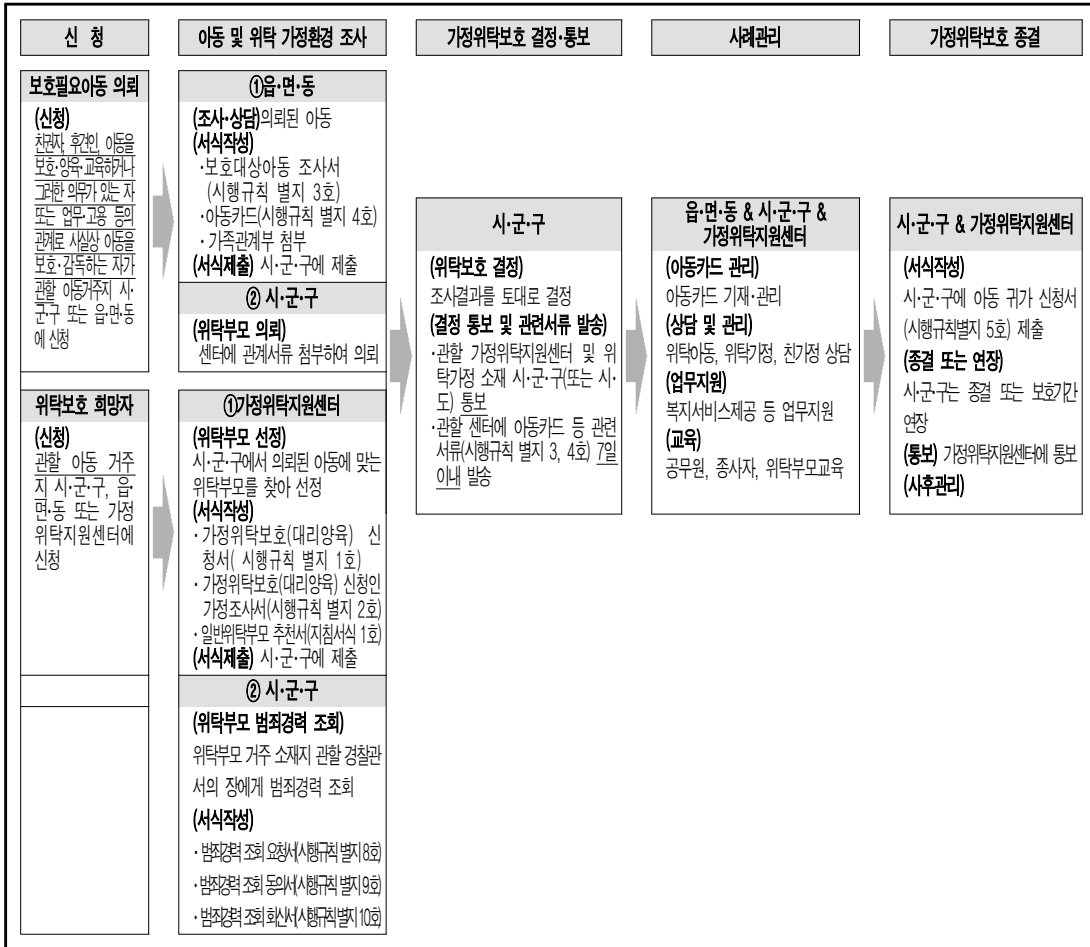 신 청
보호필요아동 의뢰
(신청)
친권자, 후견인, 아동을
보호·양육·교육하거나
그러한 의무가 있는 자
또는 업무·고용 등의
관계로 사실상 아동을
보호·감독하는 자가
관할 아동거주지 시·
군·구 또는 읍·면·동
에 신청
위탁보호 희망자
(신청)
관할 아동 거주
지 시·군·구, 읍·
면·동 또는 가정
위탁지원센터에
신청
아동 및 위탁 가정환경 조사
①읍·면·동
(조사·상담)의뢰된 아동
(서식작성)
·보호대상아동 조사서
(시행규칙 별지 3호)
·아동카드(시행규칙 별지 4호)
·가족관계부 첨부
(서식제출) 시·군·구에 제출
② 시·군·구
(위탁부모 의뢰)
센터에 관계서류 첨부하여 의뢰
①가정위탁지원센터
(위탁부모 선정)
시·군·구에서 의뢰된 아동에 맞는
위탁부모를 찾아 선정
(서식작성)
·가정위탁보호(대리양육) 신
청서( 시행규칙 별지 1호)
·가정위탁보호(대리양육) 신청인
가정조사서(시행규칙 별지 2호)
·일반위탁부모 추천서(지침서식 1호)
(서식제출) 시·군·구에 제출
② 시·군·구
(위탁부모 범죄경력 조회)
위탁부모 거주 소재지 관할 경찰관
서의 장에게 범죄경력 조회
(서식작성)
·범죄경력 조회 요청서(시행규칙 별지 8호)
·범죄경력 조회 동의서(시행규칙 별지 9호)
·범죄경력 조회 회신서(시행규칙 별지 10호)
가정위탁보호 결정·통보
시·군·구
(위탁보호 결정)
조사결과를 토대로 결정
(결정 통보 및 관련서류 발송)
·관할 가정위탁지원센터 및 위
탁가정 소재 시·군·구(또는 시·
도) 통보
·관할 센터에 아동카드 등 관련
서류(시행규칙 별지 3, 4호) 7일
이내 발송
사례관리
읍·면·동 & 시·군·구 &
가정위탁지원센터
(아동카드 관리)
아동카드 기재·관리
(상담 및 관리)
위탁아동, 위탁가정, 친가정 상담
(업무지원)
복지서비스제공 등 업무지원
(교육)
공무원, 종사자, 위탁부모교육
가정위탁보호 종결
시·군·구 & 가정위탁지원센터
(서식작성)
시·군·구에 아동 귀가 신청서
(시행규칙별지 5호) 제출
(종결 또는 연장)
시·군·구는 종결 또는 보호기간
연장
(통보) 가정위탁지원센터에 통보
(사후관리)